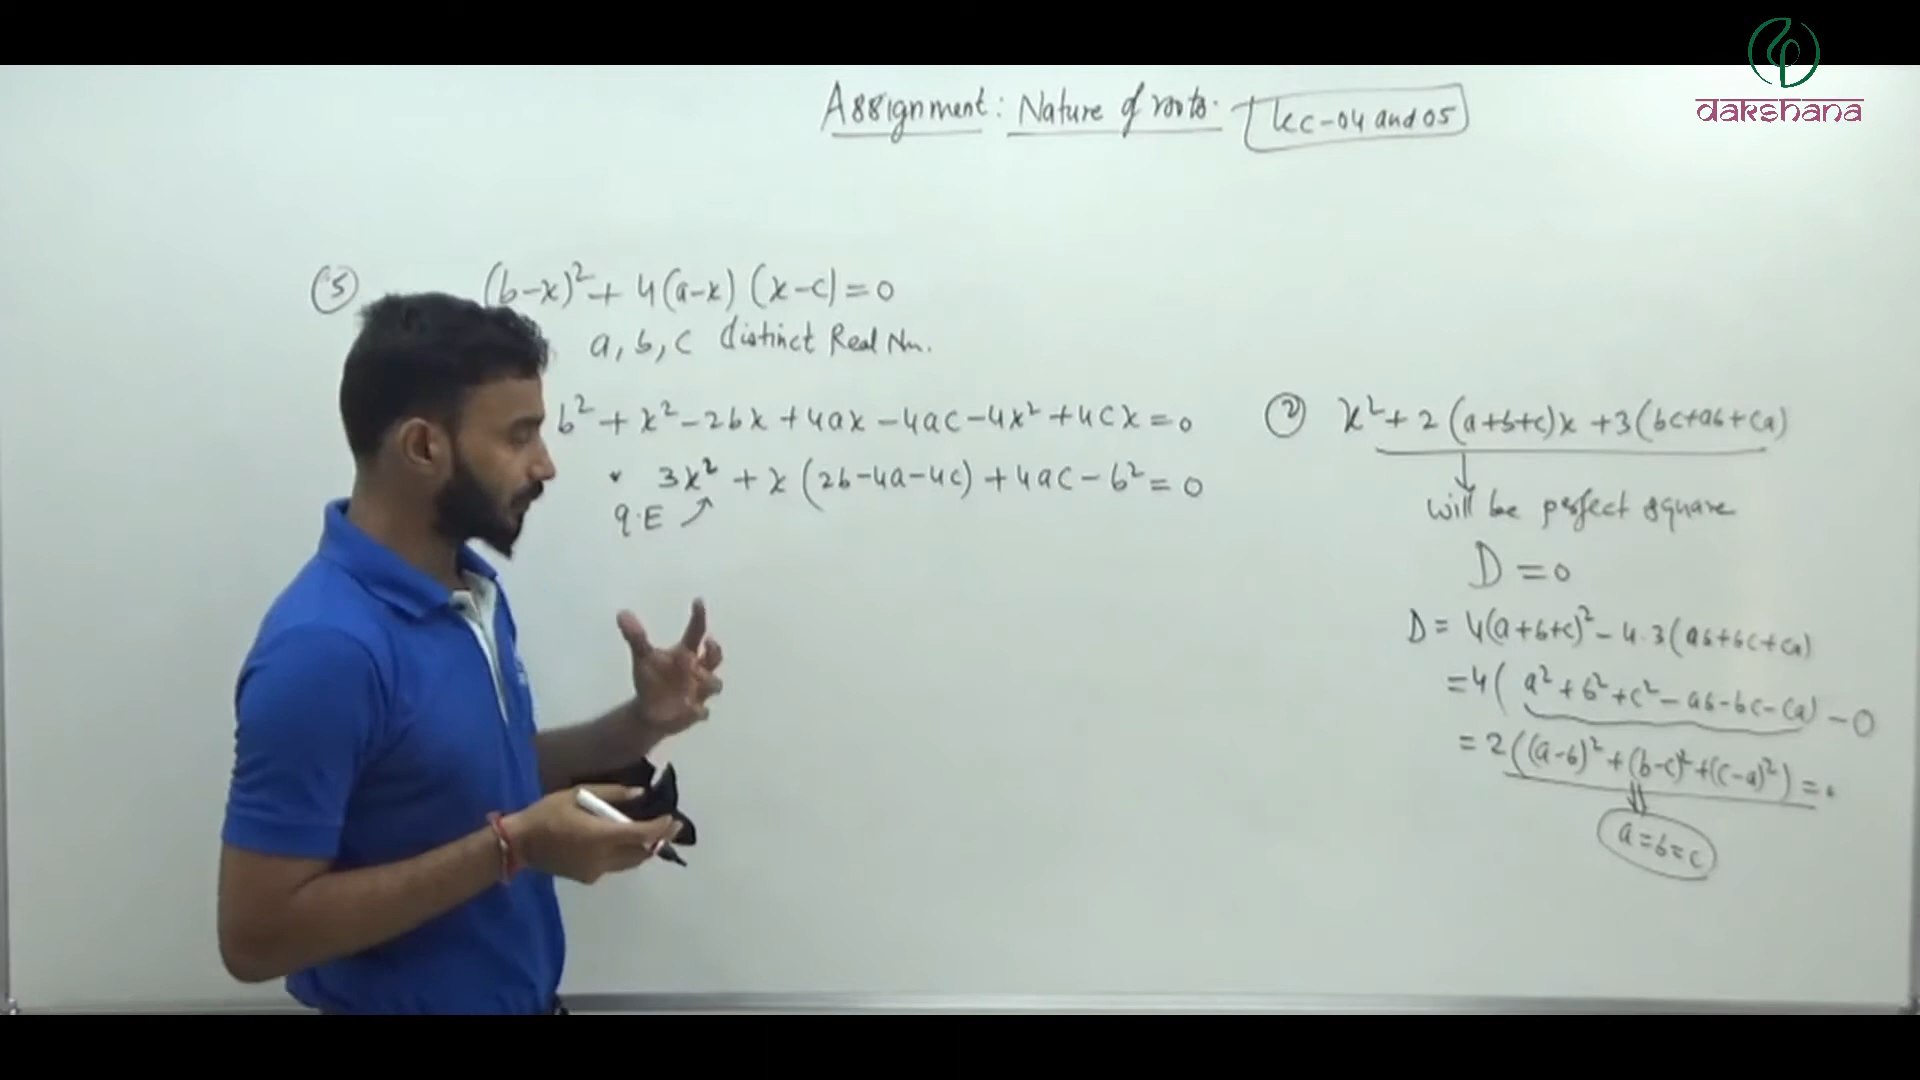 dakshana
Assignment: Nature of roots. Lec-04 and 05
(5) (b-x)² + 4(a-x) (x-c) = 0
a, b, c distinct Real Nu.
b² + x² - 2bx + 4ax - 4ac - 4x² + 4cx = 0
3x² + x (2b-4a-4c) + 4ac - b² = 0
q.E
(2) x² + 2 (a+b+c)x + 3(bc+ab+ca)
will be perfect square
D = 0
D = 4(a+b+c)² - 4.3(ab+bc+ca)
= 4( a² + b² + c² - ab - bc - ca) - 0
= 2((a-b)² + (b-c)² + (c-a)²) = 0
a = b = c